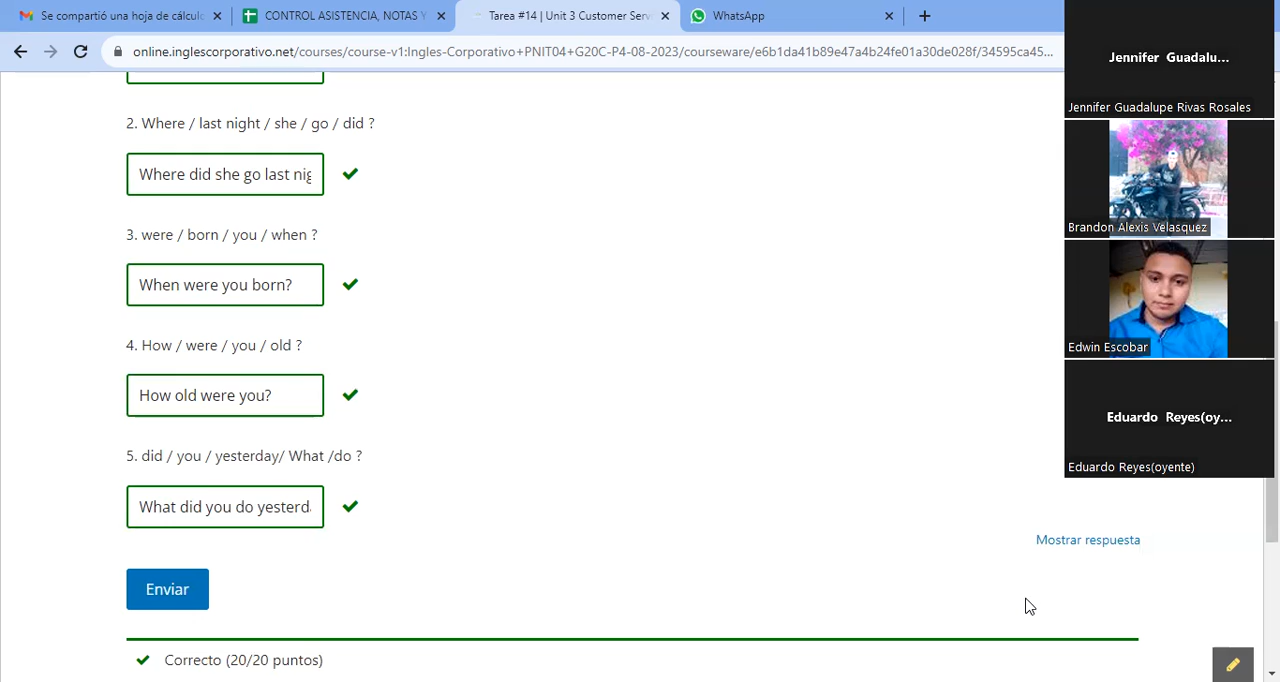 Se compartió una hoja de cálcul
CONTROL ASISTENCIA, NOTAS Y
Tarea #14 | Unit 3 Customer Serv
WhatsApp
online.inglescorporativo.net/courses/course-v1:Ingles-Corporativo+PNIT04+G20C-P4-08-2023/courseware/e6b1da41b89e47a4b24fe01a30de028f/34595ca45...
Jennifer Guadalu...
Jennifer Guadalupe Rivas Rosales
2. Where / last night / she / go / did ?
Where did she go last nig
Brandon Alexis Velasquez
3. were / born / you / when ?
When were you born?
4. How / were / you / old ?
Edwin Escobar
How old were you?
Eduardo Reyes(oy...
5. did / you / yesterday/ What /do ?
Eduardo Reyes(oyente)
What did you do yesterd
Mostrar respuesta
Enviar
Correcto (20/20 puntos)